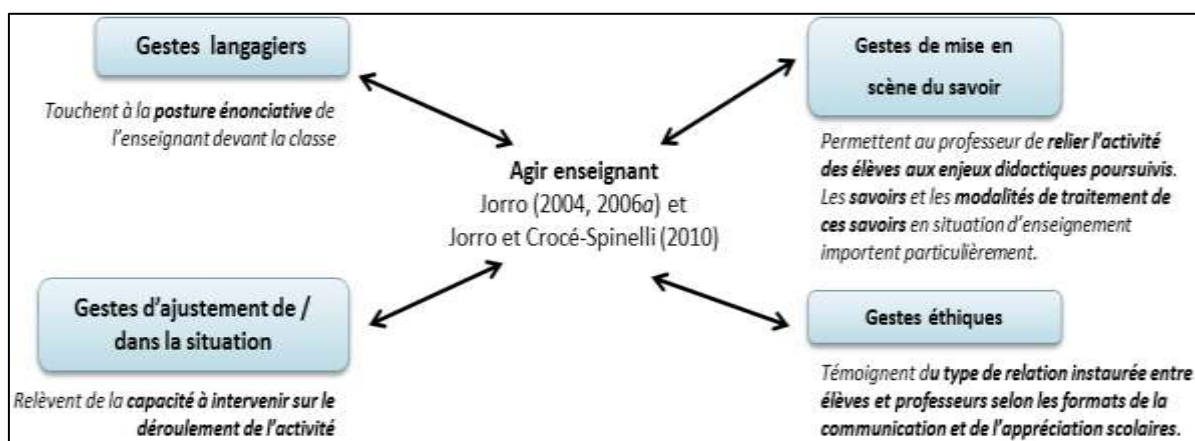 Gestes langagiers
Touchent à la posture énonciative de
l'enseignant devant la classe
Gestes de mise en
scène du savoir
Permettent au professeur de relier l'activité
des élèves aux enjeux didactiques poursuivis.
Les savoirs et les modalités de traitement de
ces savoirs en situation d'enseignement
importent particulièrement.
Agir enseignant
Jorro (2004, 2006a) et
Jorro et Crocé-Spinelli (2010)
Gestes d'ajustement de /
dans la situation
Relèvent de la capacité à intervenir sur le
déroulement de l'activité
Gestes éthiques
Témoignent du type de relation instaurée entre
élèves et professeurs selon les formats de la
communication et de l'appréciation scolaires.